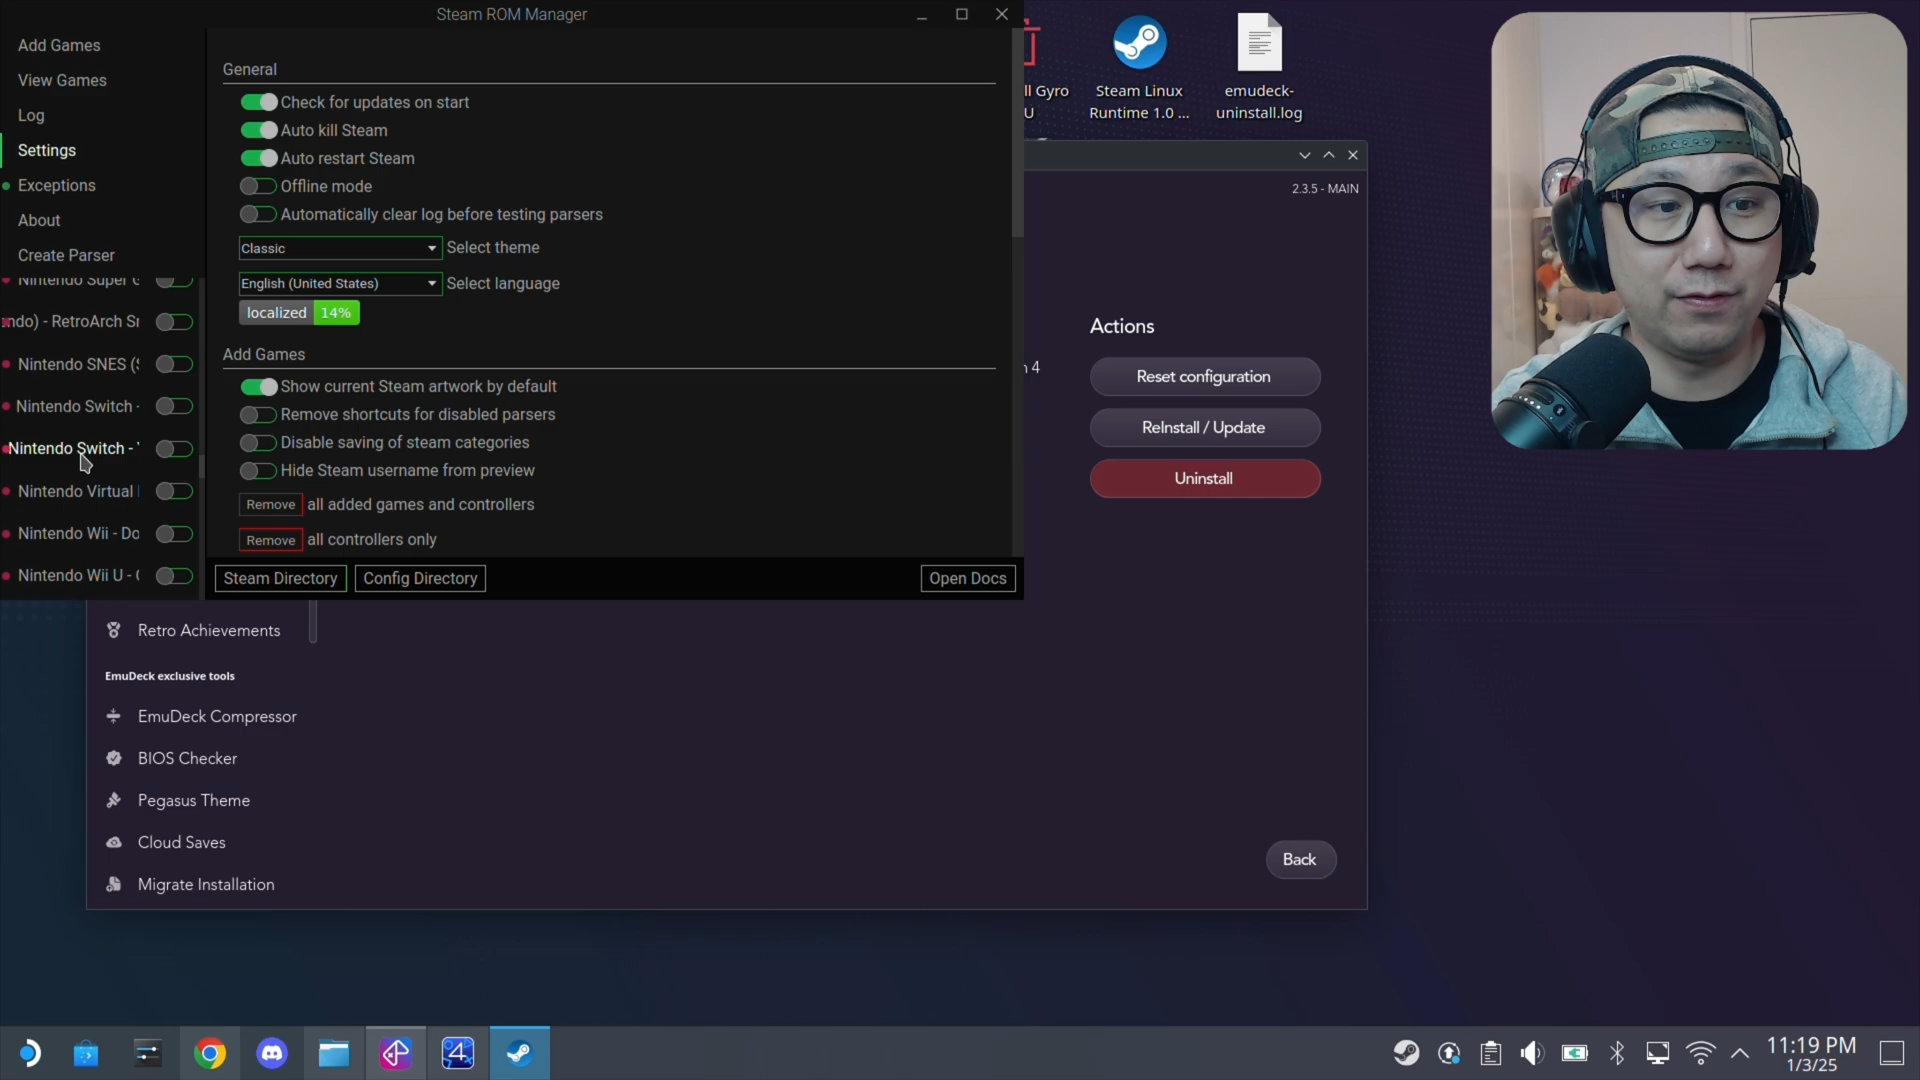 Steam ROM Manager
Add Games
View Games
Log
Settings
Exceptions
About
Create Parser
Nintendo Super
RetroArch
Nintendo SNES
Nintendo Switch -
Nintendo Switch -
Nintendo Virtual
Nintendo Wii -
Nintendo Wii U -
General
Check for updates on start
Auto kill Steam
Auto restart Steam
Offline mode
Automatically clear log before testing parsers
Classic
Select theme
English (United States)
Select language
localized 14%
Add Games
Show current Steam artwork by default
Remove shortcuts for disabled parsers
Disable saving of steam categories
Hide Steam username from preview
Remove all added games and controllers
Remove all controllers only
Steam Directory
Config Directory
Open Docs
Gyro
Steam Linux
Runtime 1.0 ...
emudeck-
uninstall.log
2.3.5 - MAIN
Actions
4
Reset configuration
ReInstall / Update
Uninstall
Retro Achievements
EmuDeck exclusive tools
EmuDeck Compressor
BIOS Checker
Pegasus Theme
Cloud Saves
Migrate Installation
Back
11:19 PM
1/3/25